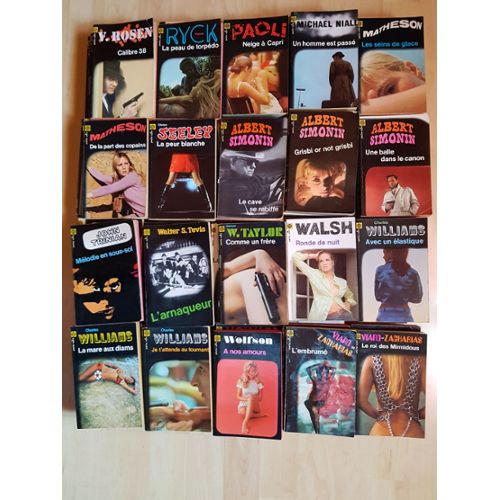 V. ROSEN
Calibre 38
RYCK
La peau de torpédo
PAOLI
Neige à Capri
MICHAEL NIALL
Un homme est passé
MATHESON
Les seins de glace
MATHESON
De la part des copains
SEELEY
La peur blanche
ALBERT
SIMONIN
Le cave
se rebiffe
ALBERT
SIMONIN
Grisbi or not grisbi
ALBERT
SIMONIN
Une balle
dans le canon
JOHN
TRINIAN
Mélodie en sous-sol
Walter S. Tevis
L'arnaqueur
W. TAYLOR
Comme un frère
WALSH
Ronde de nuit
Charles
WILLIAMS
Avec un élastique
Charles
WILLIAMS
La mare aux diams
Charles
WILLIAMS
Je t'attends au tournant
Wolfson
A nos amours
VIARD
ZACHARIAS
L'embrumé
VIARD-ZACHARIAS
Le roi des Mirmidous